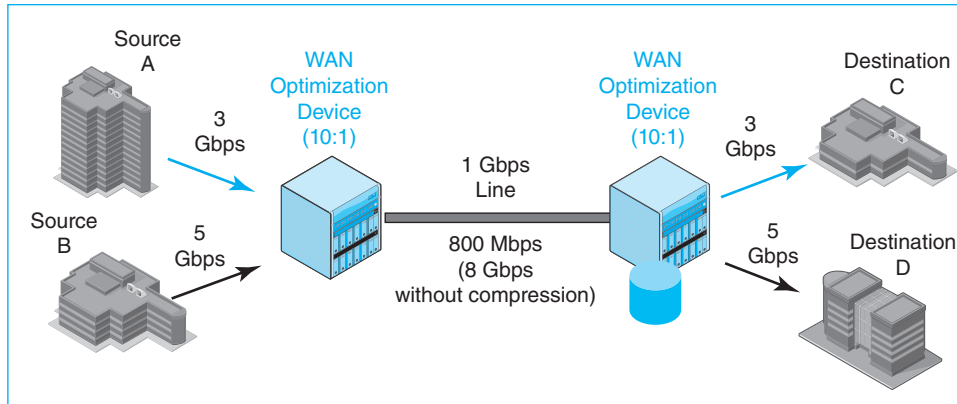 Source
A
3
Gbps
WAN
Optimization
Device
(10:1)
1 Gbps
Line
800 Mbps
(8 Gbps
without compression)
WAN
Optimization
Device
(10:1)
3
Gbps
Destination
C
Source
B
5
Gbps
5
Gbps
Destination
D